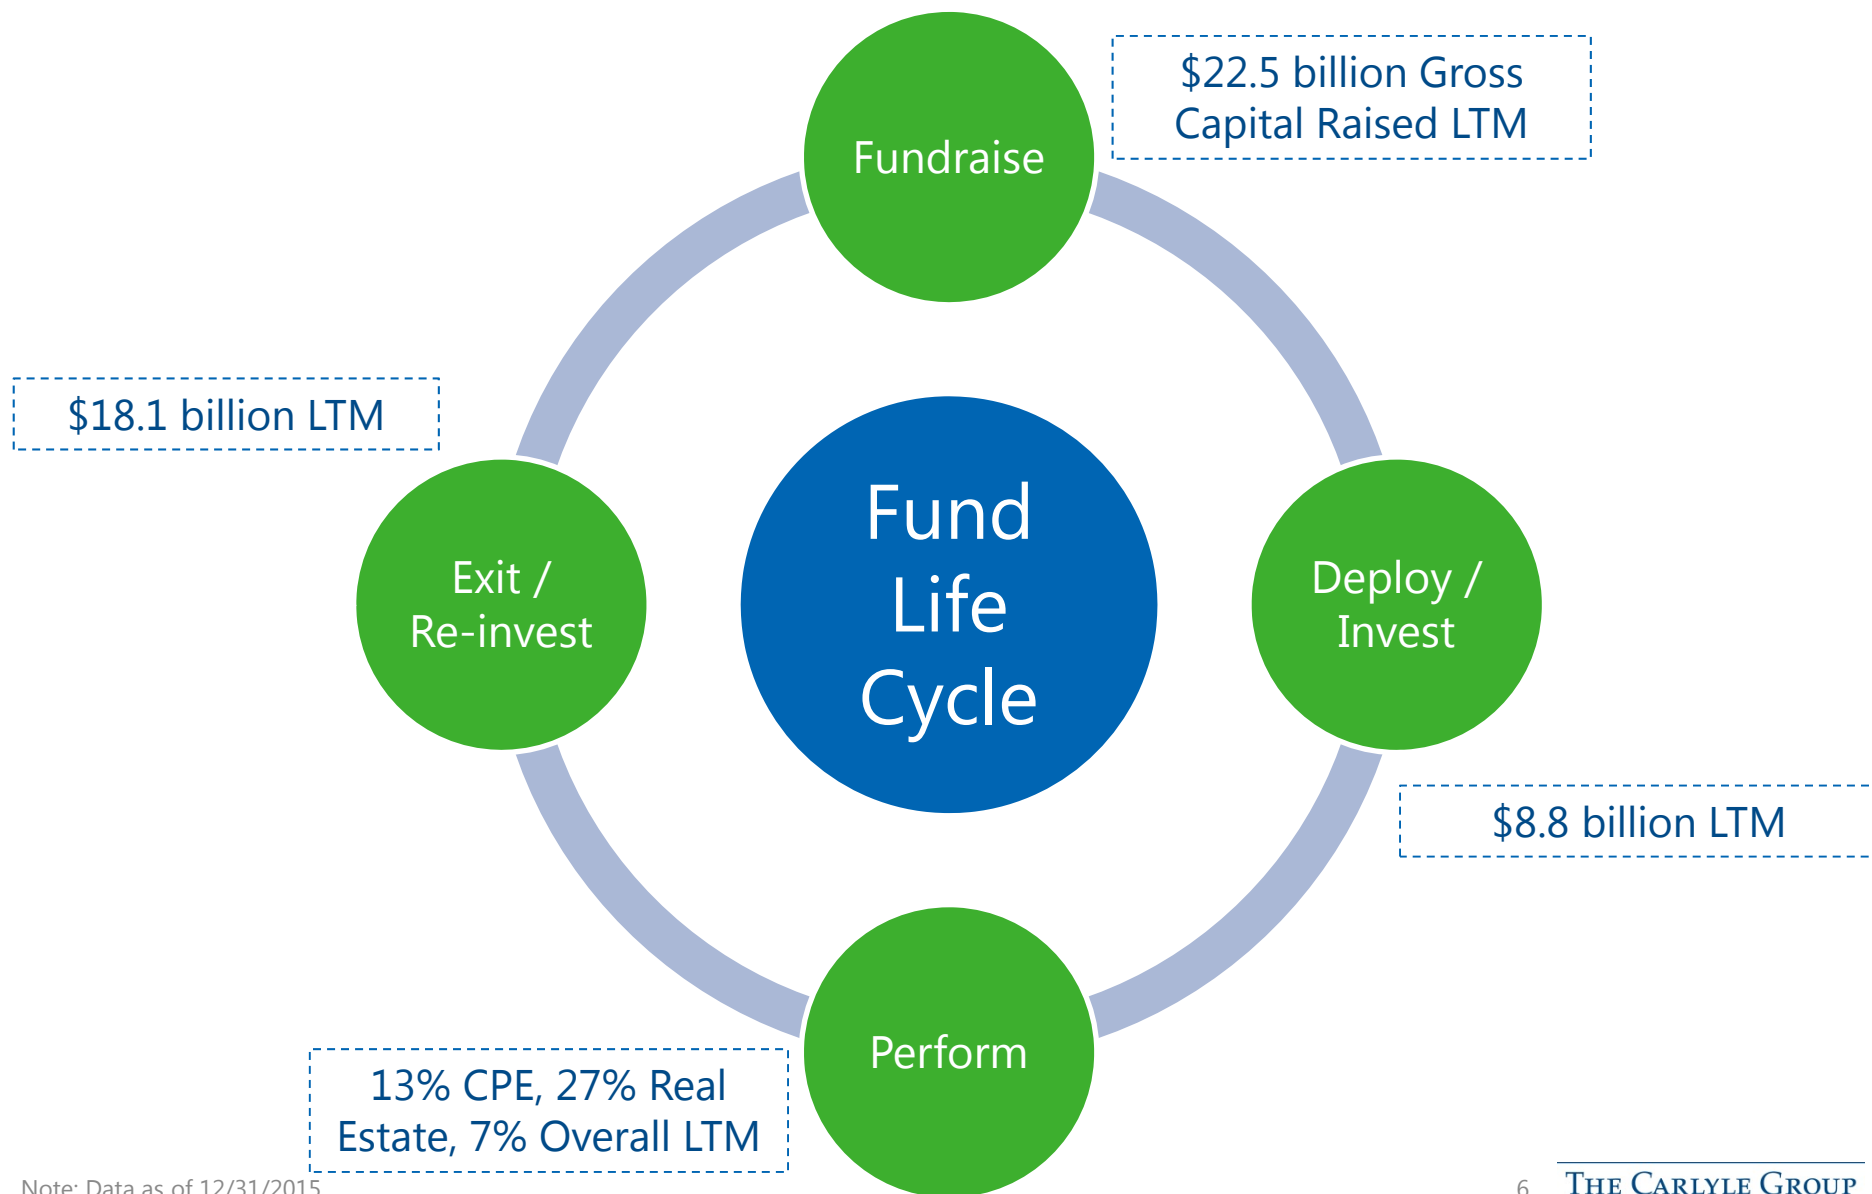 Fundraise
$22.5 billion Gross
Capital Raised LTM
$18.1 billion LTM
Fund
Life
Cycle
Exit /
Re-invest
Deploy /
Invest
$8.8 billion LTM
Perform
13% CPE, 27% Real
Estate, 7% Overall LTM
Note: Data as of 12/31/2015
6
THE CARLYLE GROUP